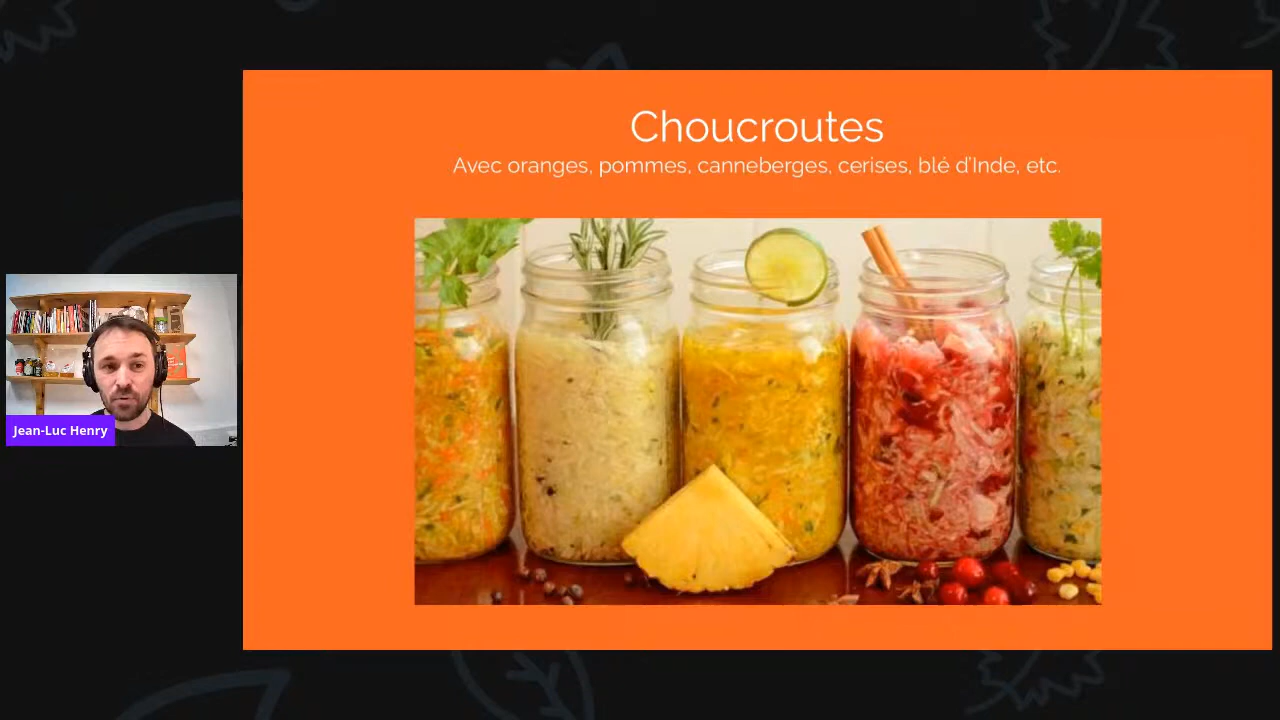 Choucroutes
Avec oranges, pommes, canneberges, cerises, blé d'Inde, etc.
Jean-Luc Henry